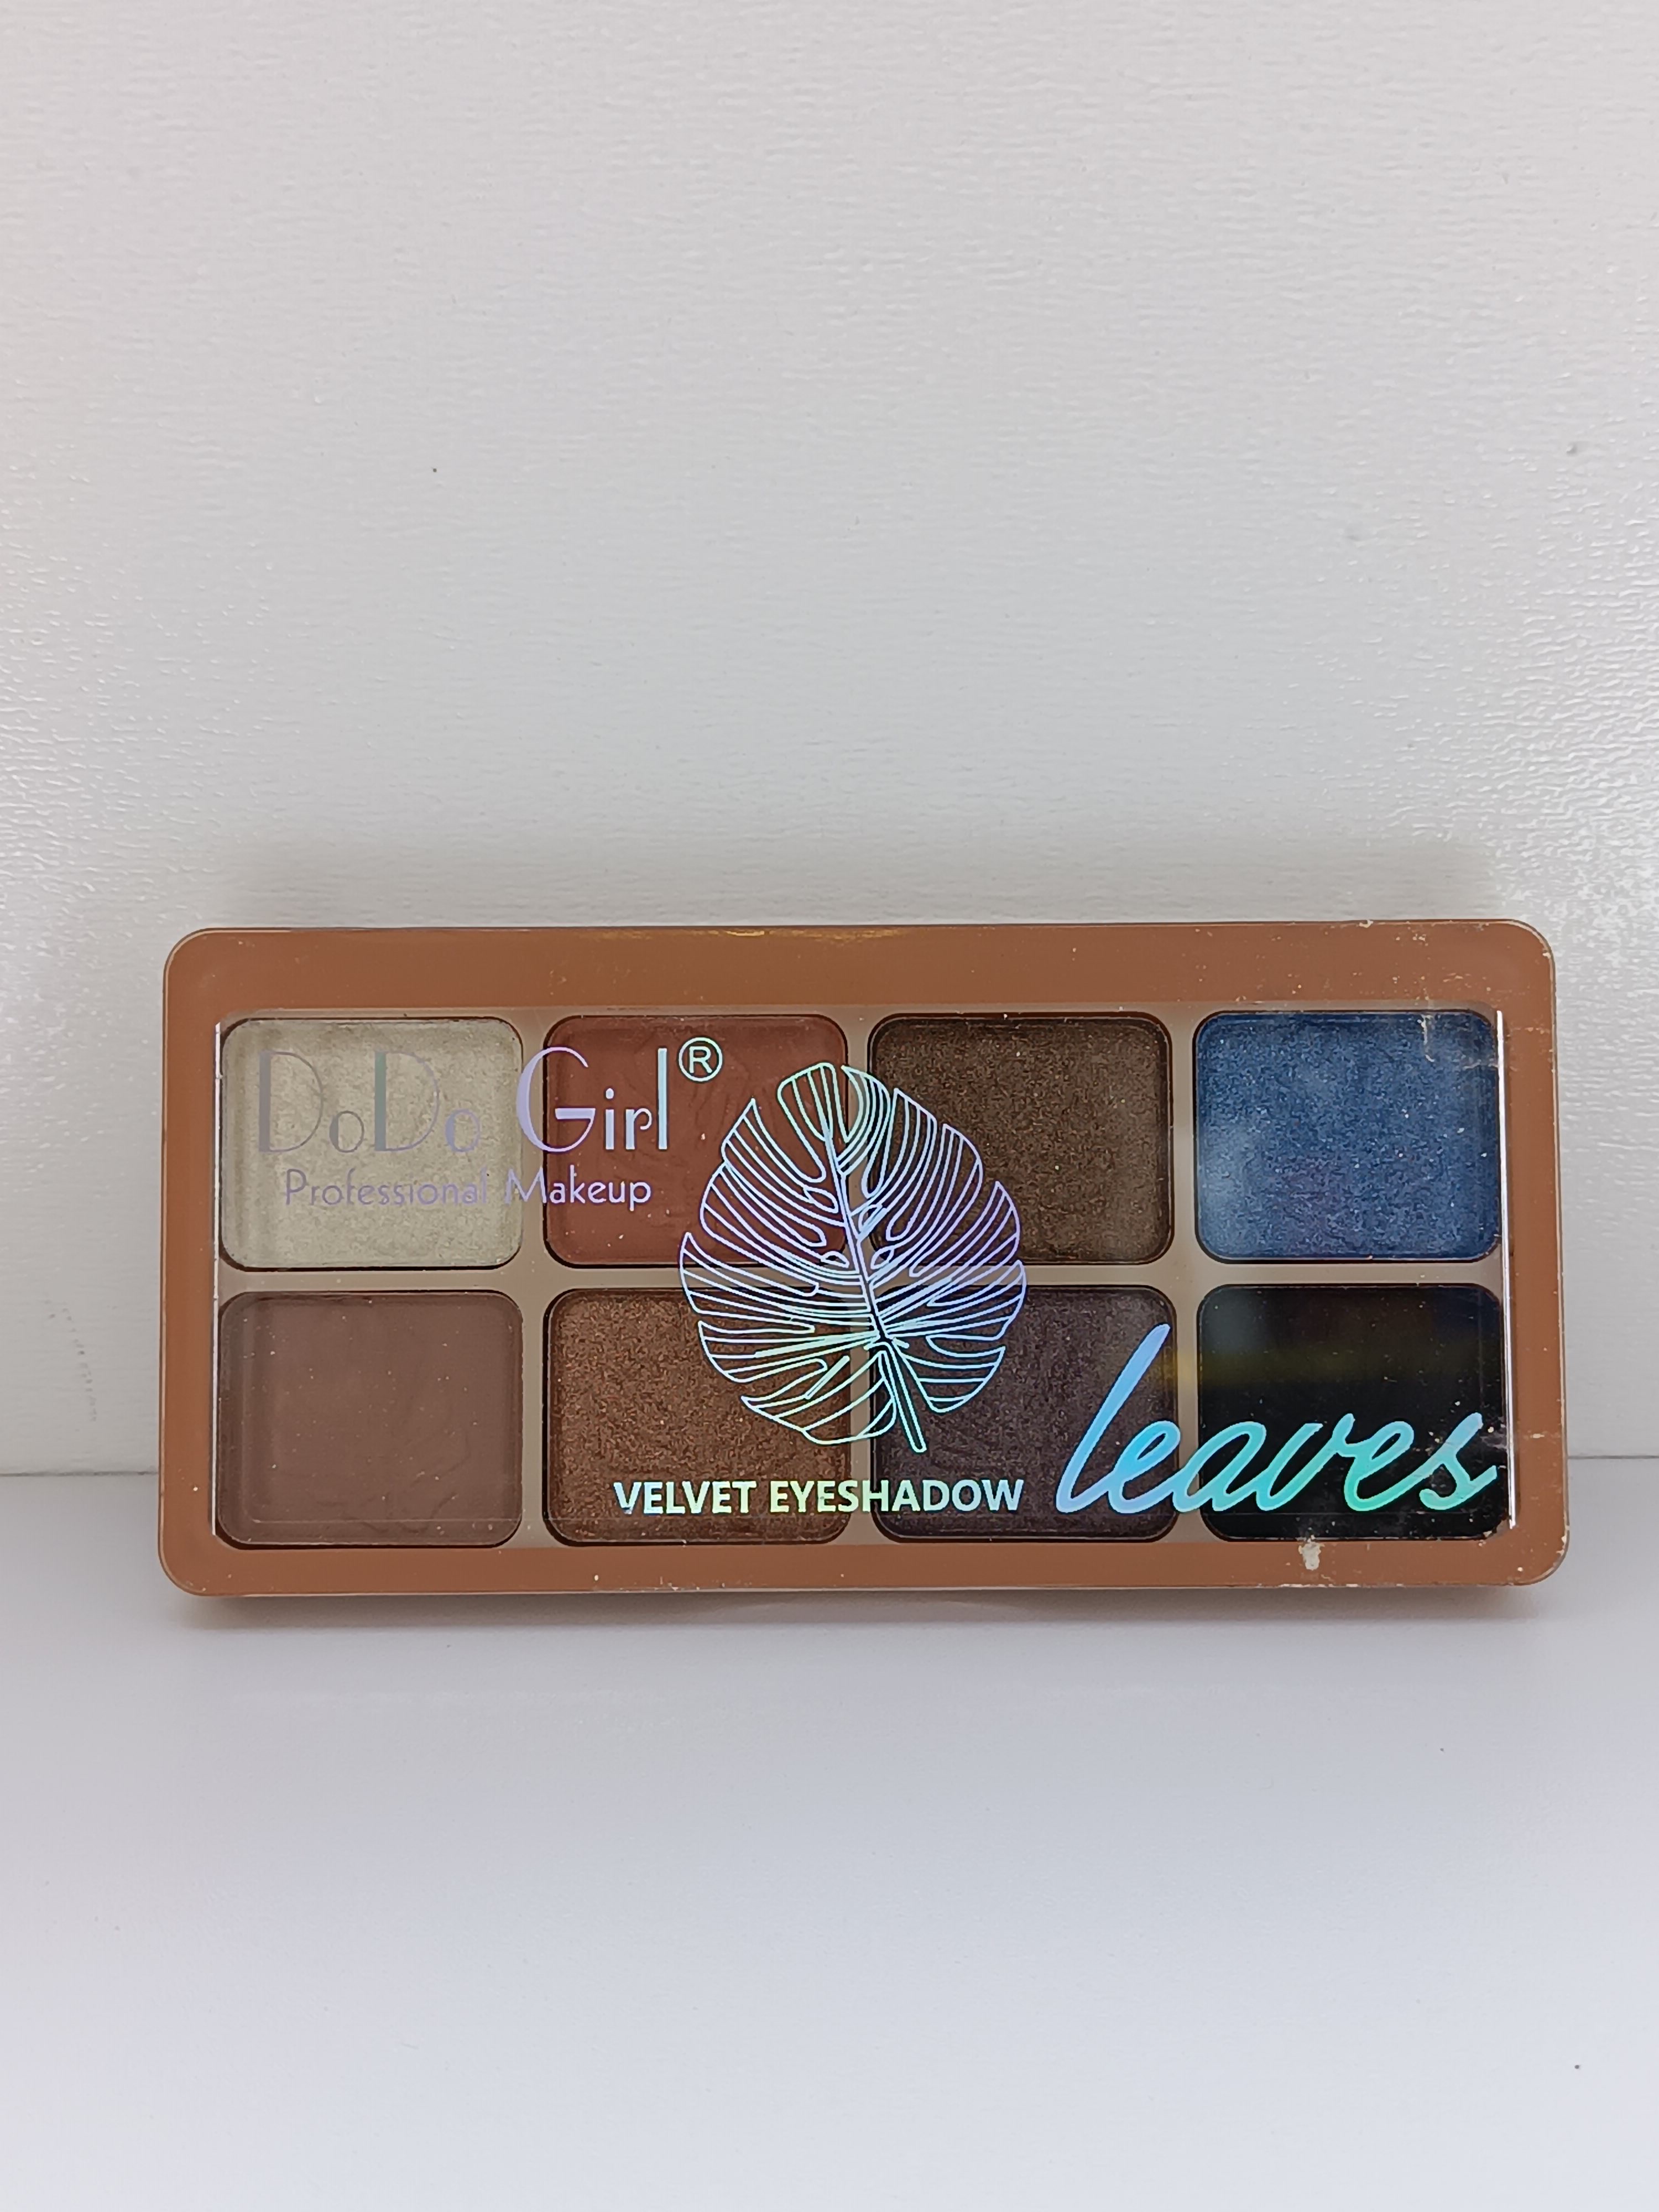 DoDo Girl®
Professional Makeup
VELVET EYESHADOW
leaves